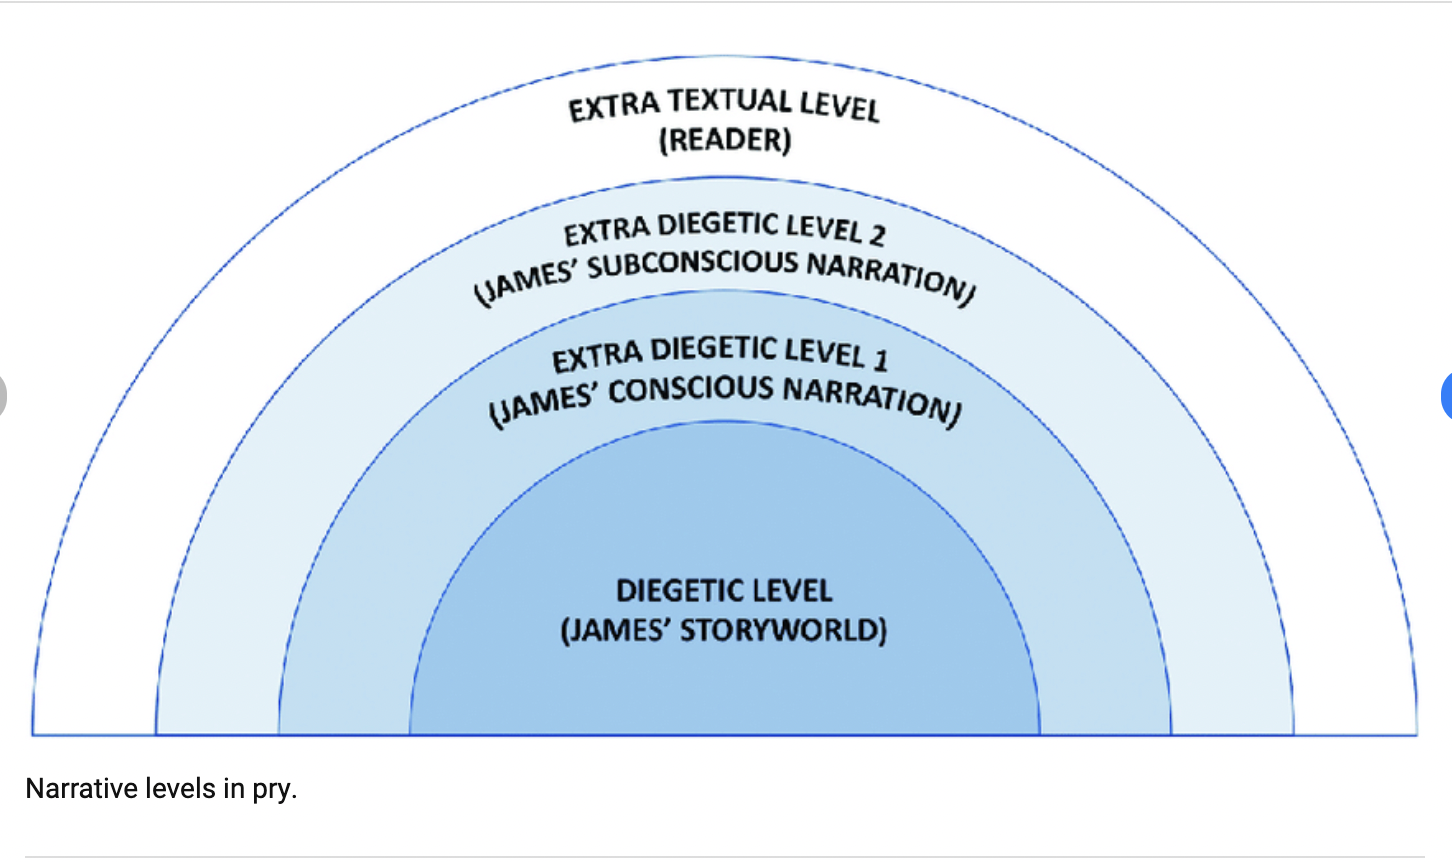 EXTRA TEXTUAL LEVEL
(READER)
EXTRA DIEGETIC LEVEL 2
(JAMES’ SUBCONSCIOUS NARRATION)
EXTRA DIEGETIC LEVEL 1
(JAMES’ CONSCIOUS NARRATION)
DIEGETIC LEVEL
(JAMES’ STORYWORLD)
Narrative levels in pry.